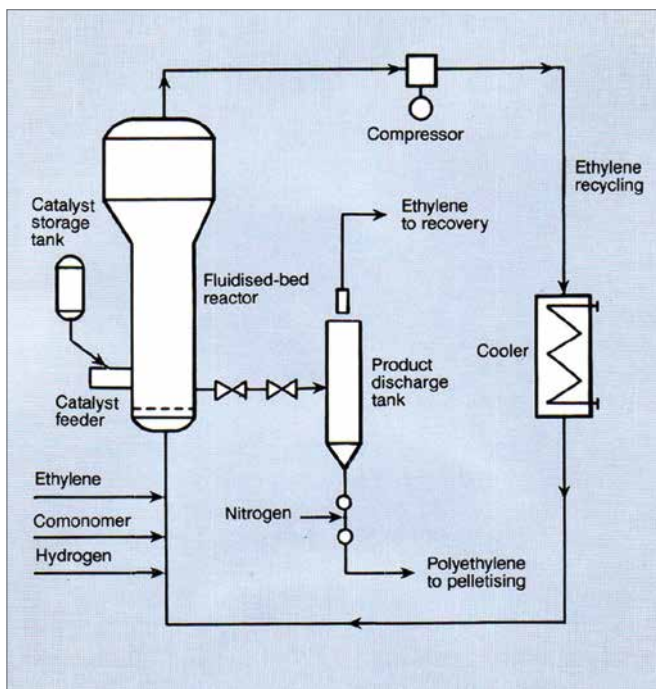 Compressor
Ethylene
recycling
Catalyst
storage
tank
Ethylene
to recovery
Fluidised-bed
reactor
Cooler
Product
discharge
tank
Catalyst
feeder
Ethylene
Nitrogen
Comonomer
Hydrogen
Polyethylene
to pelletising